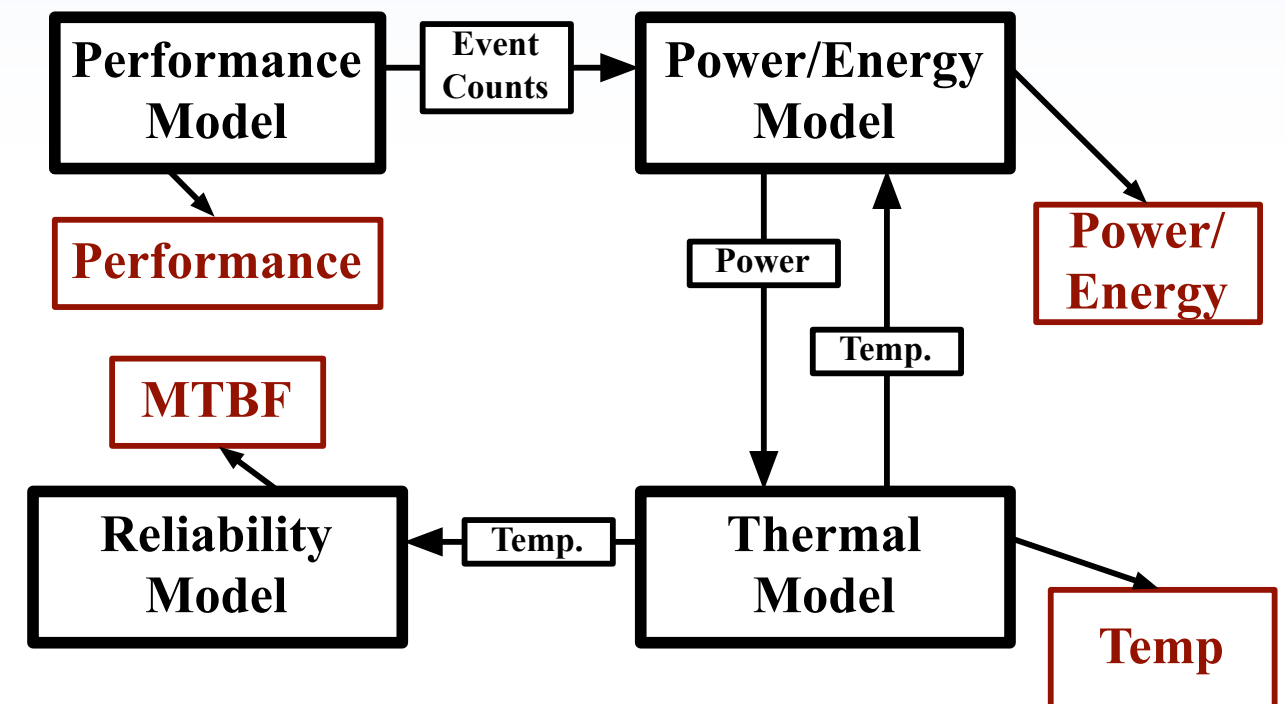 Performance
Model
Event
Counts
Power/Energy
Model
Performance
Power
Power/
Energy
Temp.
MTBF
Reliability
Model
Temp.
Thermal
Model
Temp